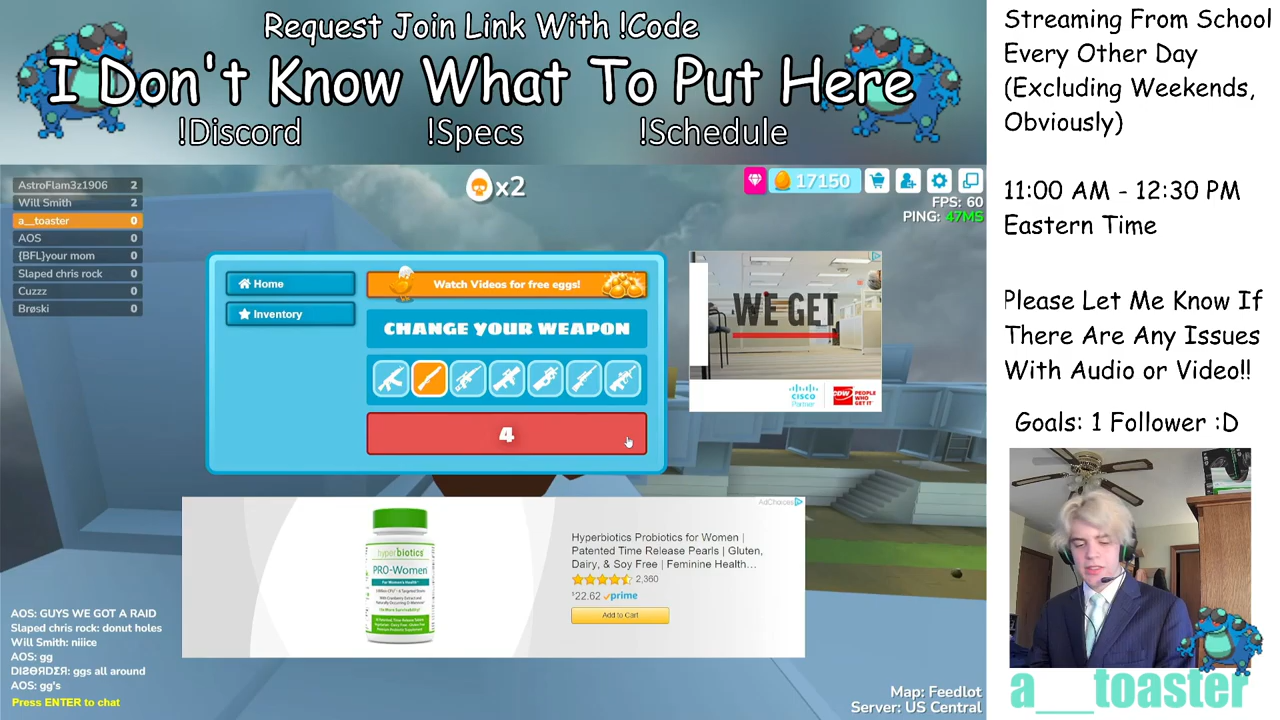 Request Join Link With !Code
I Don't Know What To Put Here
!Discord
!Specs
!Schedule
AstroFlam3z1906 2
Will Smith 2
a__toaster 0
AOS 0
{BFL}your mom 0
Slaped chris rock 0
Cuzzz 0
Brøski 0
x2
17150
FPS: 60
PING: 47MS
Home
Inventory
Watch Videos for free eggs!
CHANGE YOUR WEAPON
4
WE GET
CISCO
Partner
CDW
PEOPLE
WHO
GET IT
AdChoices
hyperbiotics
PRO-Women
Hyperbiotics Probiotics for Women |
Patented Time Release Pearls | Gluten,
Dairy, & Soy Free | Feminine Health...
2,360
$22.62 prime
Add to Cart
AOS: GUYS WE GOT A RAID
Slaped chris rock: donut holes
Will Smith: niiice
AOS: gg
DIƧӨЯDΣЯ: ggs all around
AOS: gg's
Press ENTER to chat
Map: Feedlot
Server: US Central
Streaming From School
Every Other Day
(Excluding Weekends,
Obviously)
11:00 AM - 12:30 PM
Eastern Time
Please Let Me Know If
There Are Any Issues
With Audio or Video!!
Goals: 1 Follower :D
a__toaster